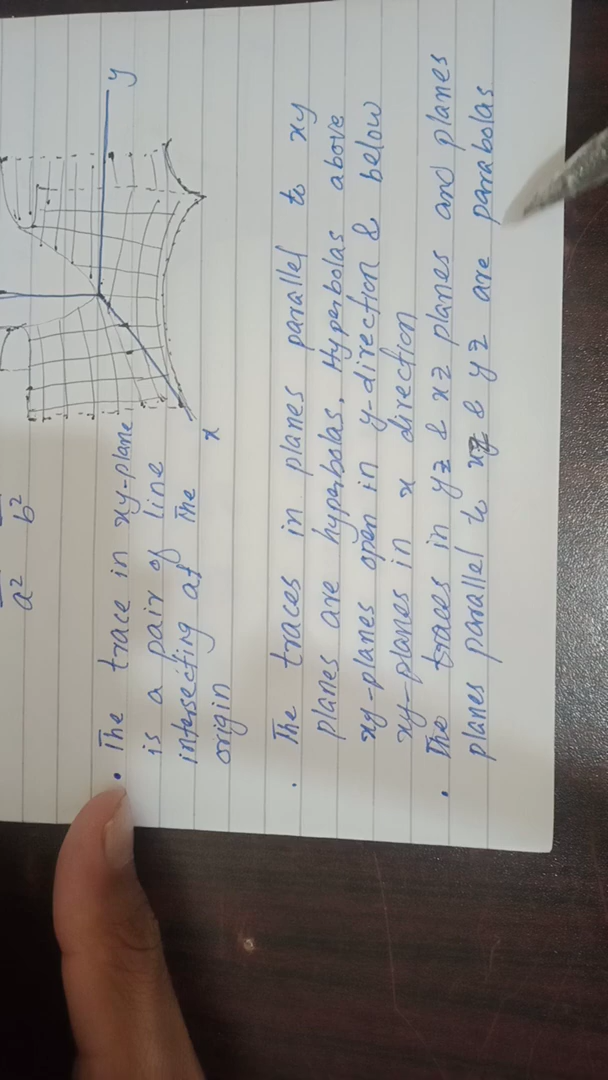 a² b²
y
x
• The trace in xy-plane
is a pair of line
intersecting at The
origin
• The traces in planes parallel to xy
planes are hyperbolas. Hyperbolas above
xy-planes open in y-direction & below
xy-planes in x direction
• The traces in yz & xz planes and planes
planes parallel to xz & yz are parabolas